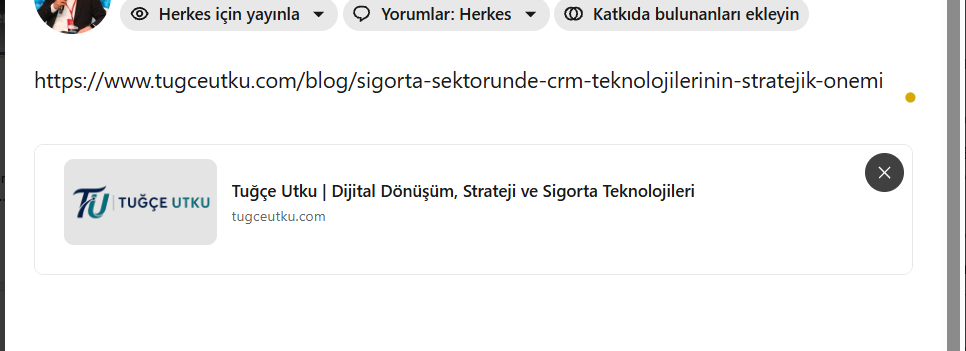 Herkes için yayınla Yorumlar: Herkes Katkıda bulunanları ekleyin
https://www.tugceutku.com/blog/sigorta-sektorunde-crm-teknolojilerinin-stratejik-onemi
TU | TUĞÇE UTKU
Tuğçe Utku | Dijital Dönüşüm, Strateji ve Sigorta Teknolojileri
tugceutku.com